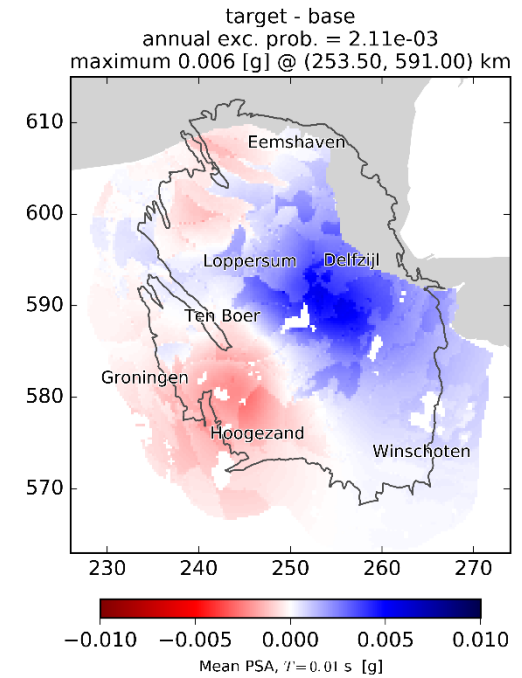 target - base
annual exc. prob. = 2.11e-03
maximum 0.006 [g] @ (253.50, 591.00) km
610
Eemshaven
600
Loppersum Delfzijl
590
Ten Boer
580
Groningen
Hoogezand
Winschoten
570
230 240 250 260 270
−0.010 −0.005 0.000 0.005 0.010
Mean PSA, T=0.01 s [g]